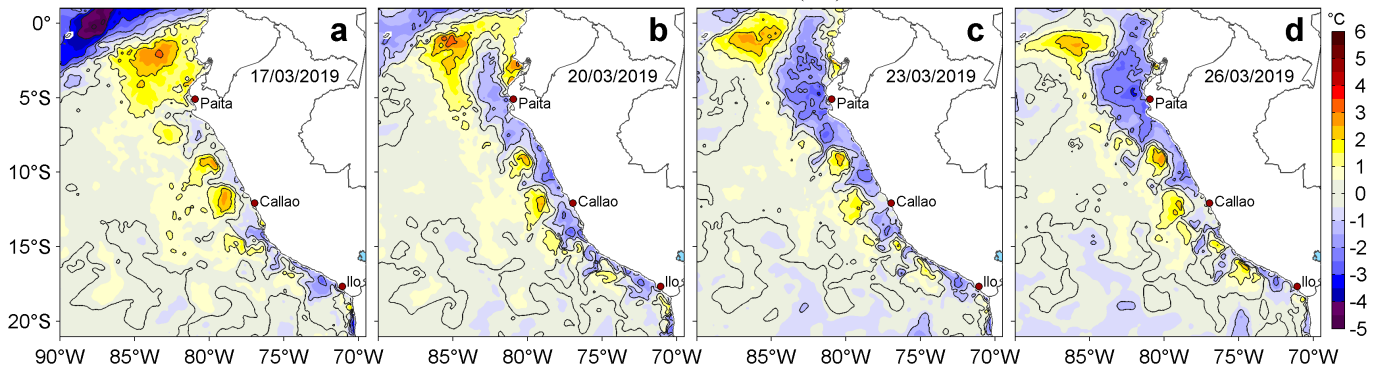 a
b
c
d
°C
17/03/2019
20/03/2019
23/03/2019
26/03/2019
Paita
Paita
Paita
Paita
Callao
Callao
Callao
Callao
Ilo
Ilo
Ilo
Ilo
0°
5°S
10°S
15°S
20°S
90°W 85°W 80°W 75°W 70°W
85°W 80°W 75°W 70°W
85°W 80°W 75°W 70°W
85°W 80°W 75°W 70°W
6
5
4
3
2
1
0
-1
-2
-3
-4
-5